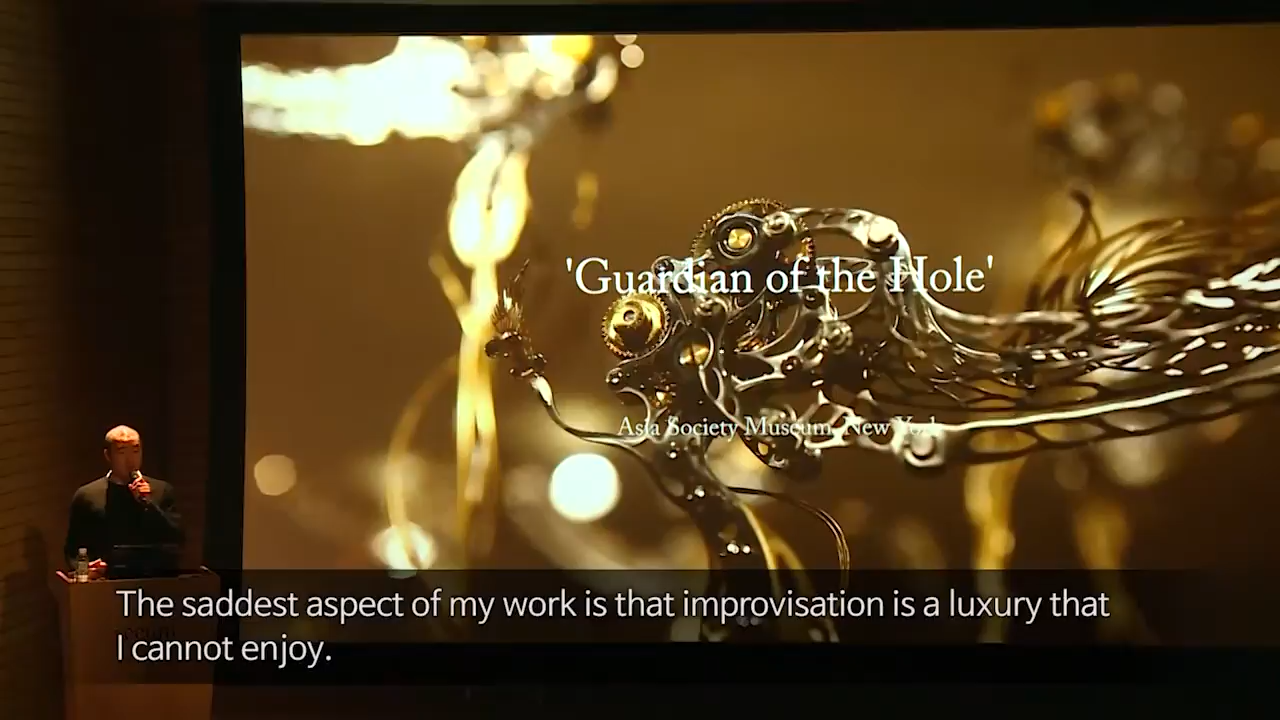 'Guardian of the Hole'
Asia Society Museum, New York
The saddest aspect of my work is that improvisation is a luxury that
I cannot enjoy.